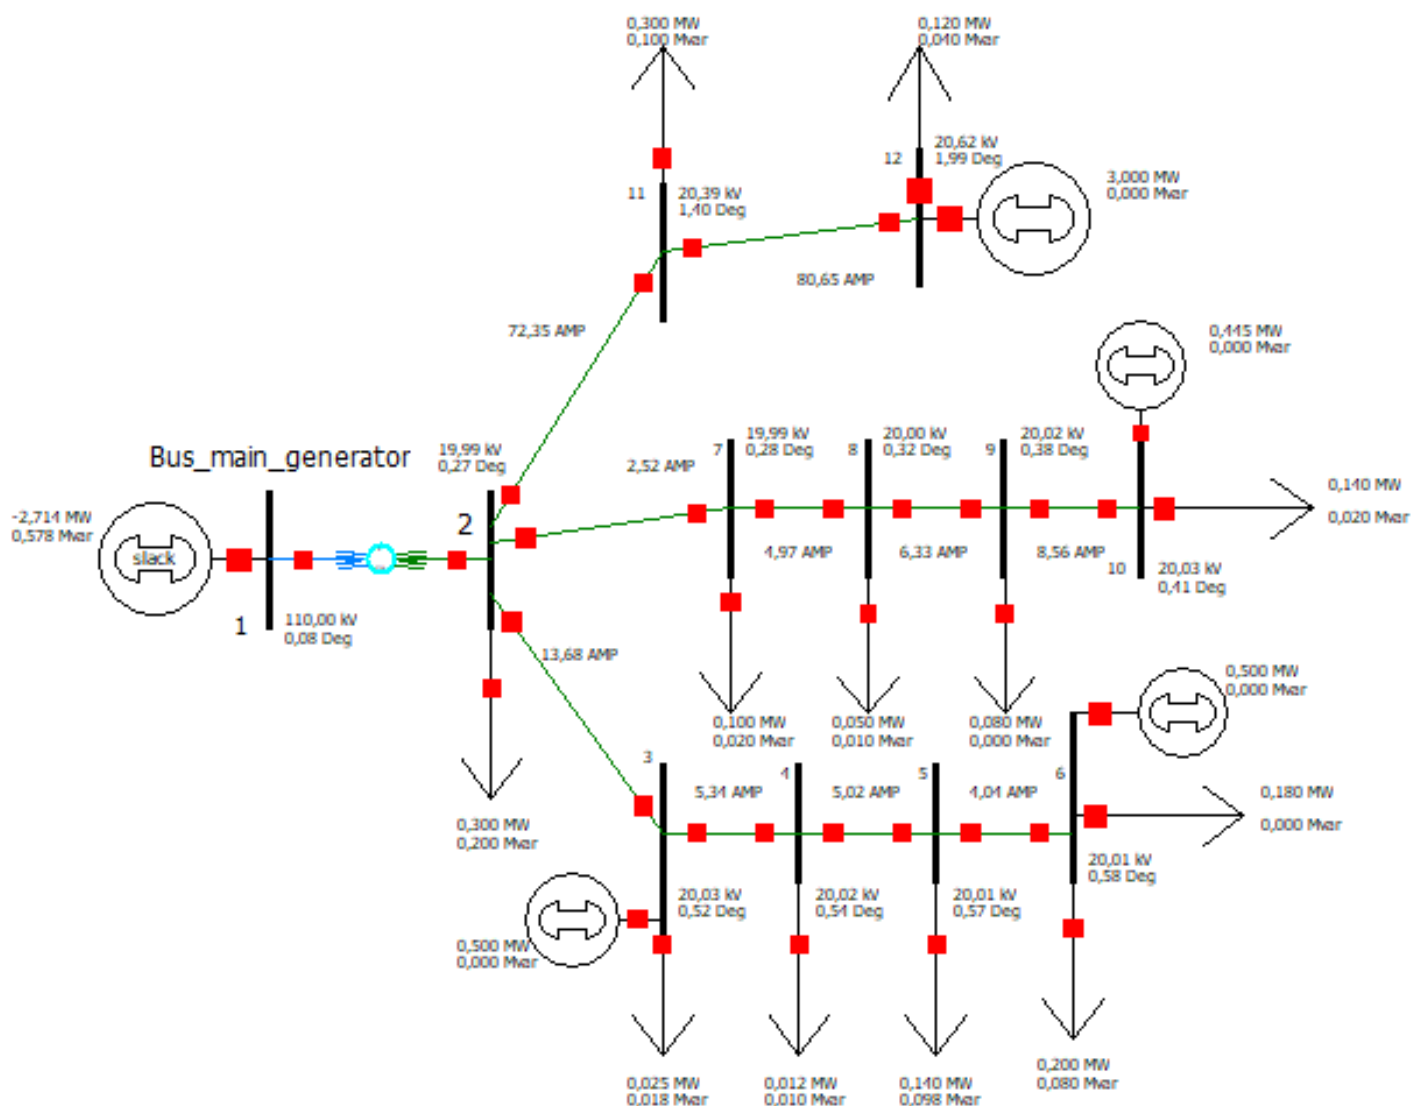 0,300 MW
0,100 Mvar
0,120 MW
0,040 Mvar
20,62 kV
1,99 Deg
12
3,000 MW
0,000 Mvar
11
20,39 kV
1,40 Deg
80,65 AMP
72,35 AMP
0,445 MW
0,000 Mvar
Bus_main_generator
19,99 kV
0,27 Deg
2,52 AMP
7
19,99 kV
0,28 Deg
8
20,00 kV
0,32 Deg
9
20,02 kV
0,38 Deg
0,140 MW
0,020 Mvar
-2,714 MW
0,578 Mvar
slack
2
4,97 AMP
6,33 AMP
8,56 AMP
10
20,03 kV
0,41 Deg
1
110,00 kV
0,08 Deg
13,68 AMP
0,100 MW
0,020 Mvar
0,050 MW
0,010 Mvar
0,080 MW
0,000 Mvar
0,500 MW
0,000 Mvar
3
4
5
6
5,34 AMP
5,02 AMP
4,04 AMP
0,180 MW
0,000 Mvar
0,300 MW
0,200 Mvar
20,03 kV
0,52 Deg
20,02 kV
0,54 Deg
20,01 kV
0,57 Deg
20,01 kV
0,58 Deg
0,500 MW
0,000 Mvar
0,025 MW
0,018 Mvar
0,012 MW
0,010 Mvar
0,140 MW
0,098 Mvar
0,200 MW
0,080 Mvar